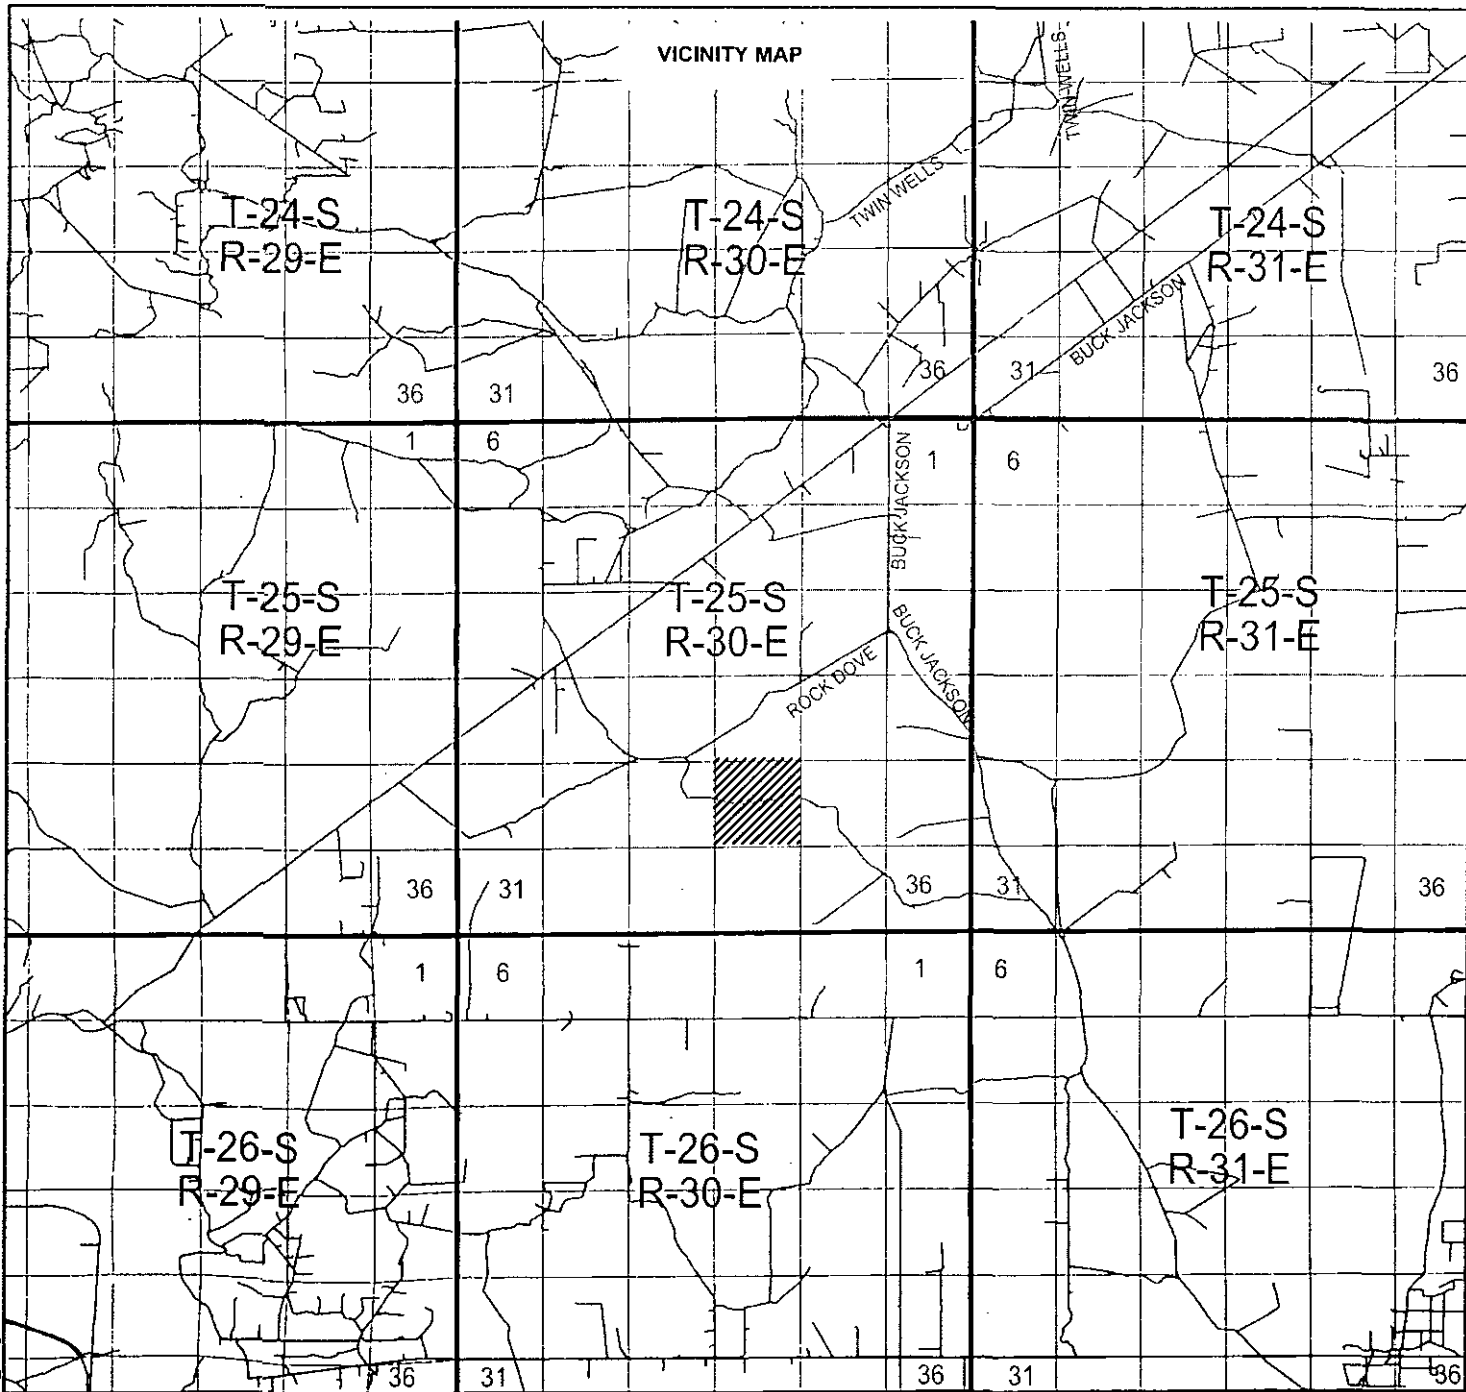 VICINITY MAP
TWIN WELLS
TWIN WELLS
T-24-S
R-29-E
T-24-S
R-30-E
T-24-S
R-31-E
BUCK JACKSON
36
31
36
31
36
1
6
BUCK JACKSON
1
6
T-25-S
R-29-E
T-25-S
R-30-E
T-25-S
R-31-E
ROCK DOVE
BUCK JACKSON
36
31
36
31
36
1
6
1
6
T-26-S
R-29-E
T-26-S
R-30-E
T-26-S
R-31-E
36
31
36
31
36